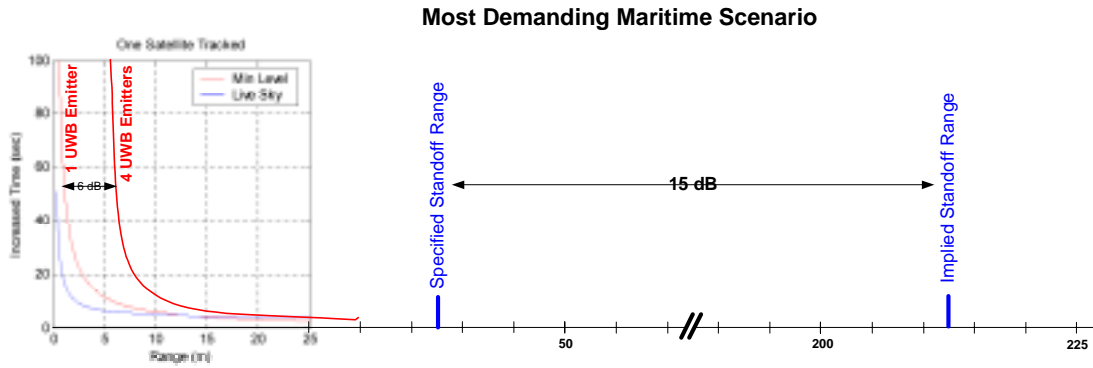 Most Demanding Maritime Scenario
One Satellite Tracked
100
80
60
40
20
0
Increased Time (sec)
Min Level
Live Sky
1 UWB Emitter
4 UWB Emitters
6 dB
0
5
10
15
20
25
Range (m)
Specified Standoff Range
15 dB
Implied Standoff Range
50
200
225